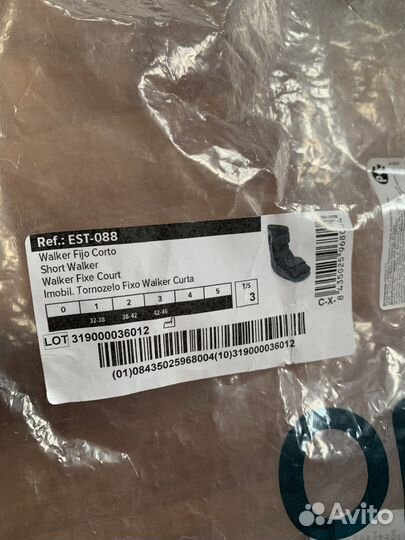 Ref.: EST-088
Walker Fijo Corto
Short Walker
Walker Fixe Court
Imobil. Tornozelo Fixo Walker Curta
0 1 2 3 4 5 T/S
32-38 38-42 42-46 3
LOT 319000036012
(01)08435025968004(10)319000036012
C-X-
Avito